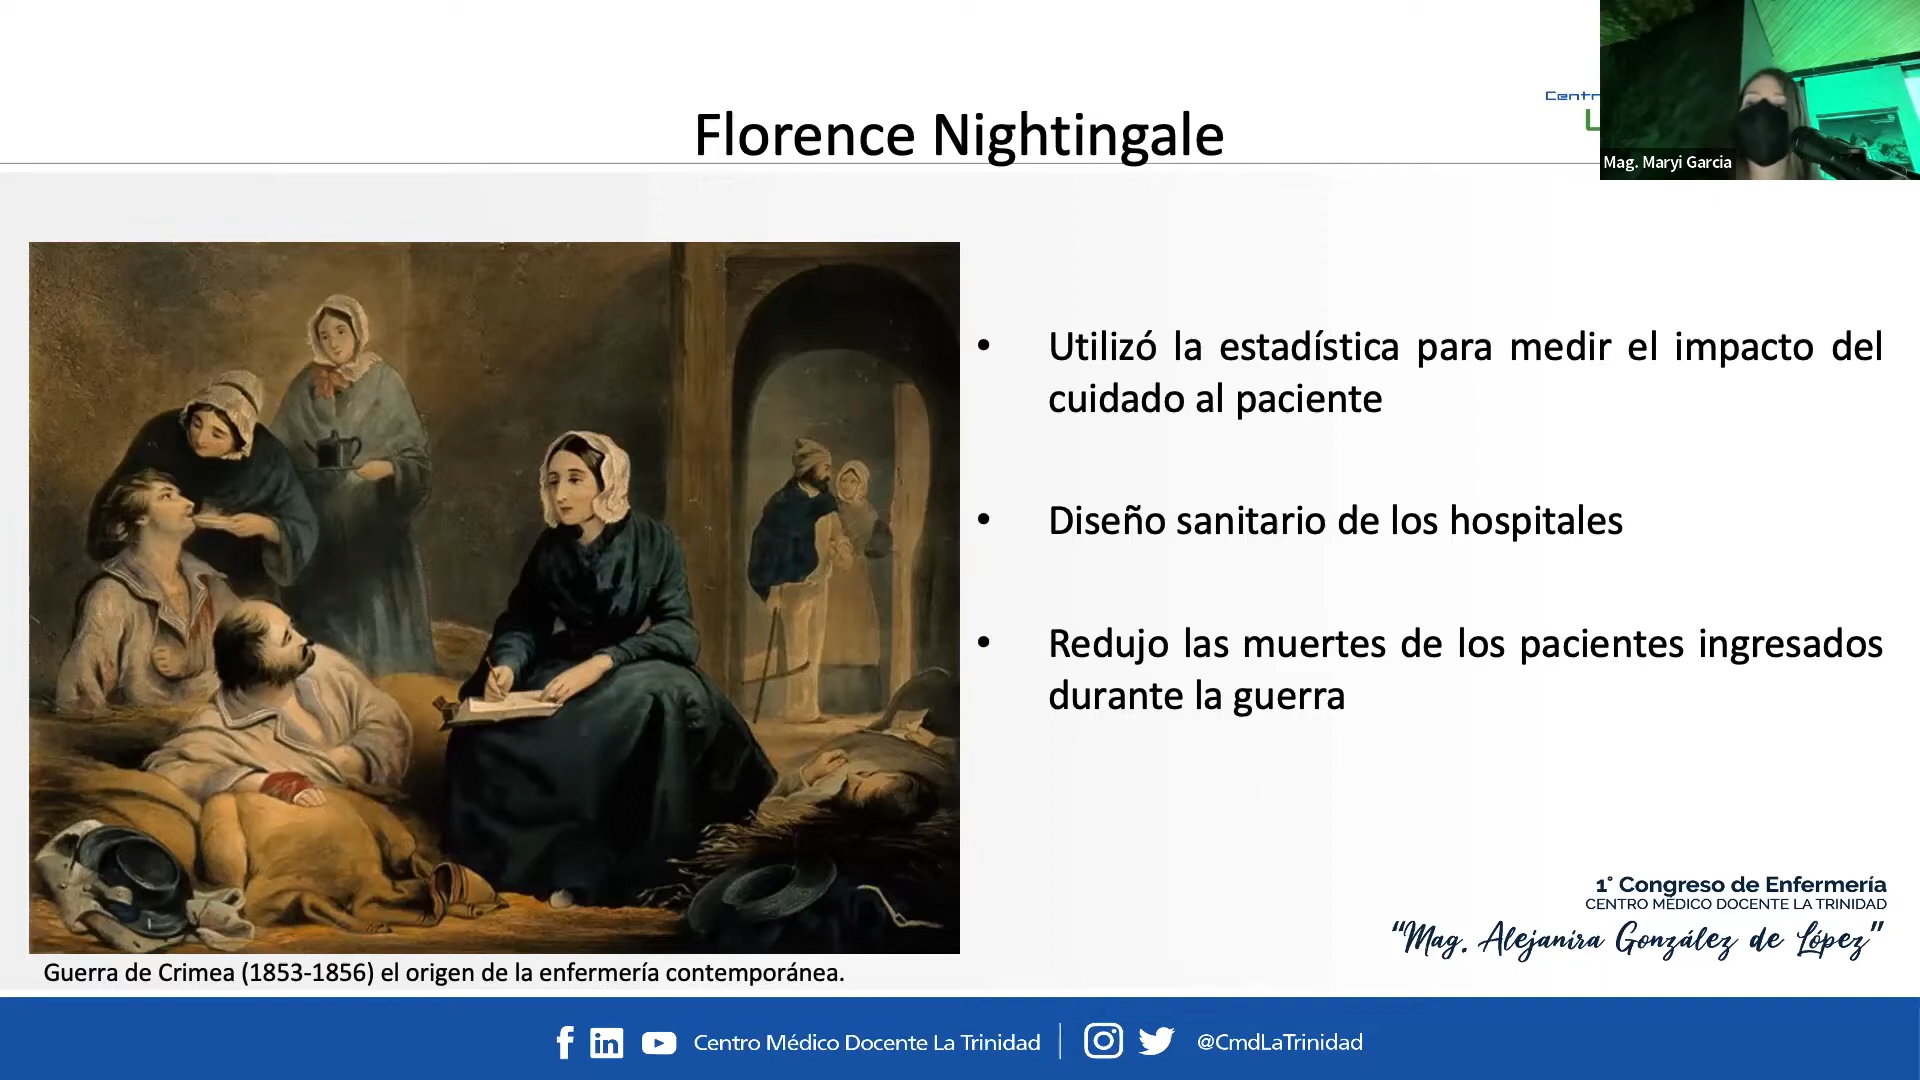 Florence Nightingale
Mag. Maryi Garcia
• Utilizó la estadística para medir el impacto del
cuidado al paciente
• Diseño sanitario de los hospitales
• Redujo las muertes de los pacientes ingresados
durante la guerra
Guerra de Crimea (1853-1856) el origen de la enfermería contemporánea.
1° Congreso de Enfermería
CENTRO MÉDICO DOCENTE LA TRINIDAD
“Mag. Alejanira González de López”
Centro Médico Docente La Trinidad
@CmdLaTrinidad